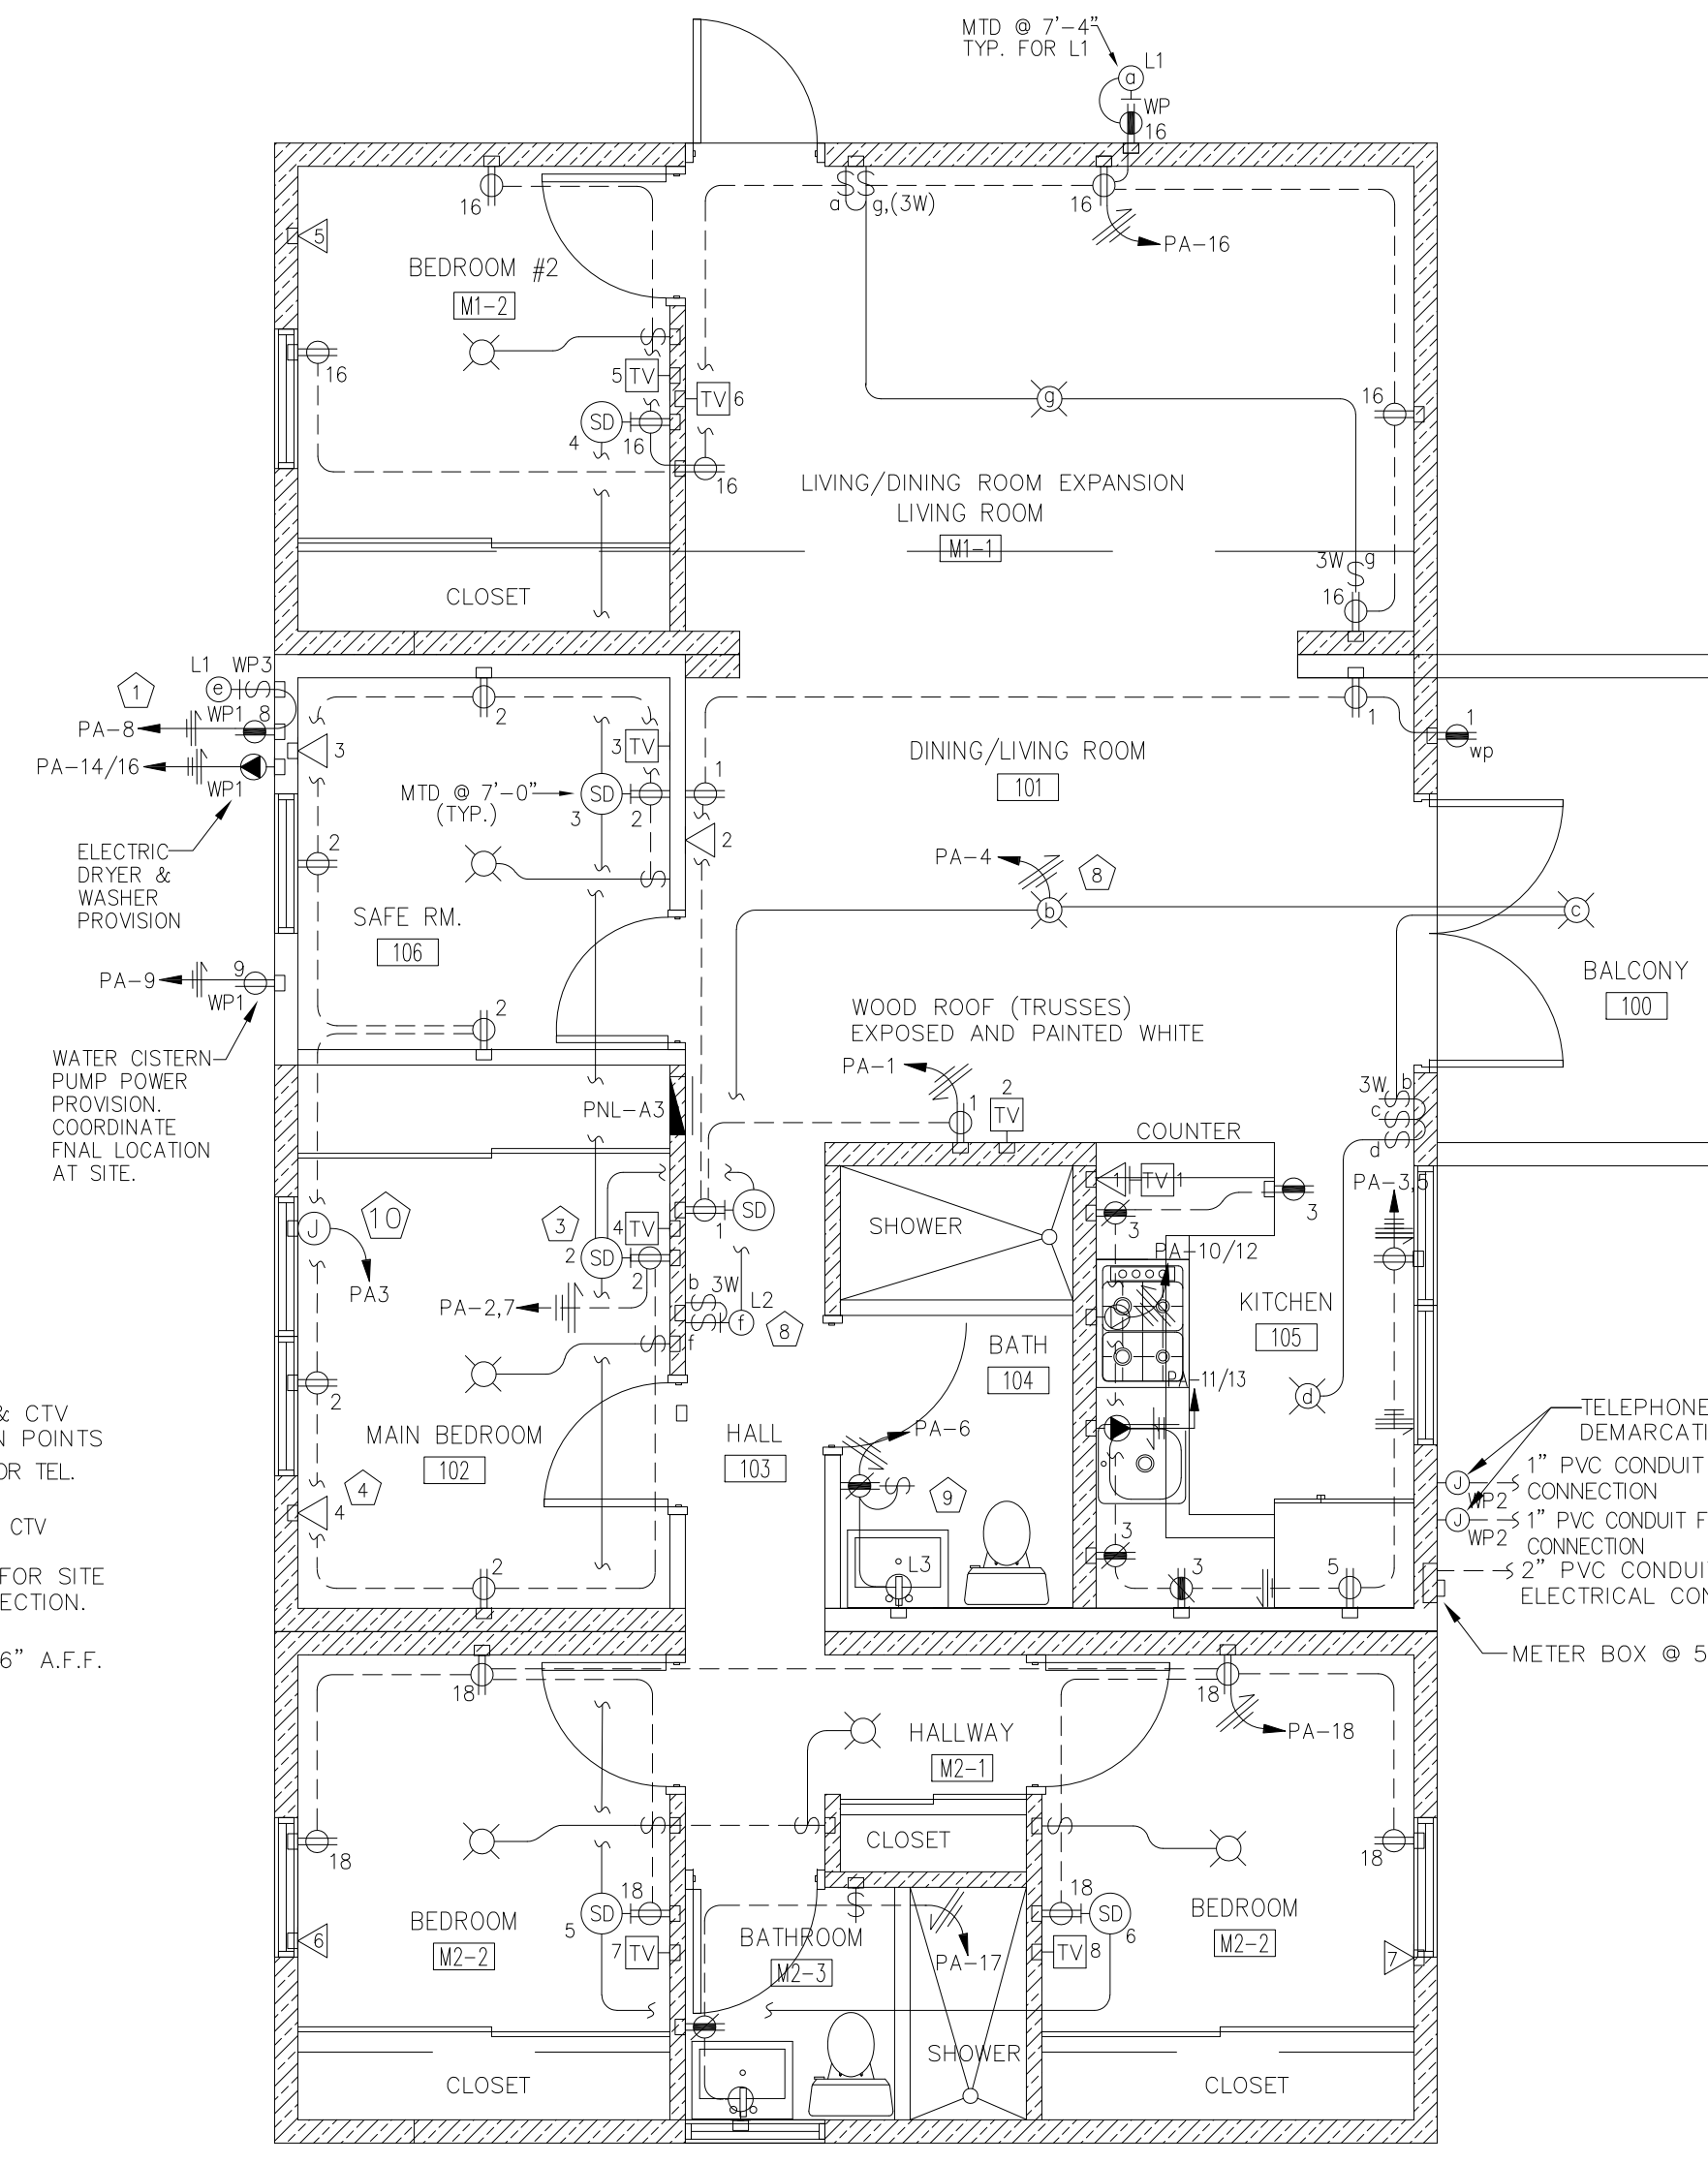 MTD @ 7'-4"
TYP. FOR L1
L1
a
WP
16
16
a
g,(3W)
16
PA-16
5
BEDROOM #2
M1-2
16
5
TV
TV
6
g
16
SD
4
16
16
LIVING/DINING ROOM EXPANSION
LIVING ROOM
M1-1
3W
g
16
CLOSET
L1
WP3
1
e
PA-8
WP1
8
2
1
1
wp
3
3
TV
DINING/LIVING ROOM
101
PA-14/16
WP1
MTD @ 7'-0"
(TYP.)
SD
3
2
1
2
2
ELECTRIC
DRYER &
WASHER
PROVISION
PA-4
8
b
c
SAFE RM.
106
PA-9
9
WP1
BALCONY
100
2
WOOD ROOF (TRUSSES)
EXPOSED AND PAINTED WHITE
WATER CISTERN
PUMP POWER
PROVISION.
COORDINATE
FNAL LOCATION
AT SITE.
PA-1
1
2
TV
PNL-A3
3W
b
c
d
COUNTER
1
TV
1
PA-3,5
J
10
3
4
TV
1
SD
SHOWER
3
3
2
SD
2
PA-10/12
PA3
PA-2,7
b
3W
L2
f
f
8
KITCHEN
105
BATH
104
PA-11/13
d
2
& CTV
N POINTS
OR TEL.
CTV
FOR SITE
ECTION.
6" A.F.F.
MAIN BEDROOM
102
HALL
103
PA-6
TELEPHONE
DEMARCATI
1" PVC CONDUIT
CONNECTION
J
WP2
1" PVC CONDUIT F
CONNECTION
J
WP2
2" PVC CONDUI
ELECTRICAL CON
METER BOX @ 5
4
4
9
L3
3
2
3
5
18
18
PA-18
HALLWAY
M2-1
18
CLOSET
18
BEDROOM
M2-2
SD
5
18
6
7
TV
BATHROOM
M2-3
PA-17
18
SD
6
TV
8
BEDROOM
M2-2
7
SHOWER
CLOSET
CLOSET